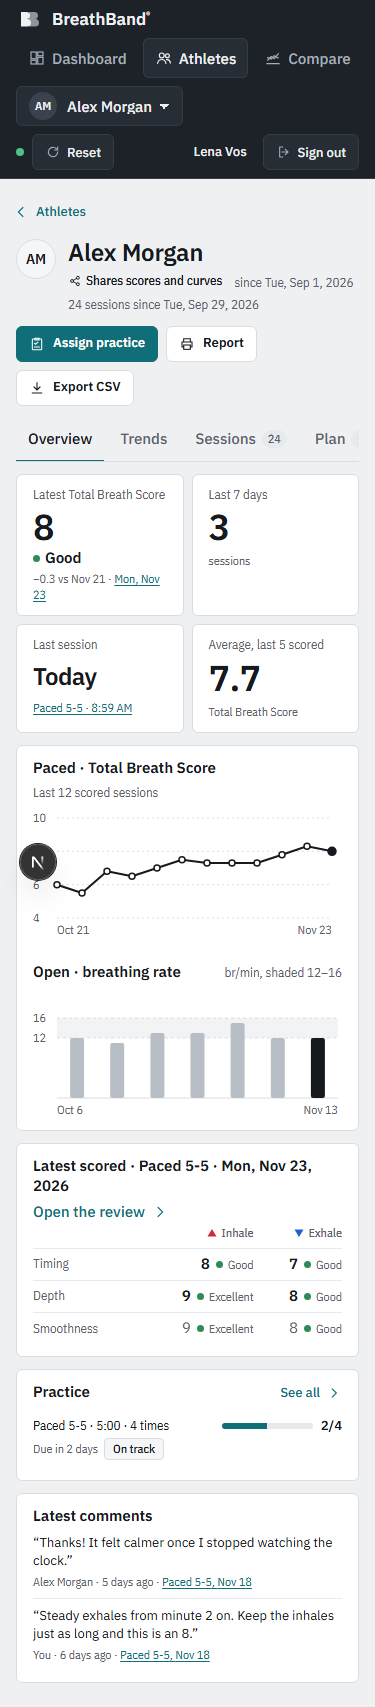 BreathBand®
Dashboard Athletes Compare
AM Alex Morgan
Reset Lena Vos Sign out
Athletes
AM Alex Morgan
Shares scores and curves since Tue, Sep 1, 2026
24 sessions since Tue, Sep 29, 2026
Assign practice Report
Export CSV
Overview Trends Sessions 24 Plan
Latest Total Breath Score
8
Good
−0.3 vs Nov 21 · Mon, Nov
23
Last 7 days
3
sessions
Last session
Today
Paced 5-5 · 8:59 AM
Average, last 5 scored
7.7
Total Breath Score
Paced · Total Breath Score
Last 12 scored sessions
10
N
6
4
Oct 21 Nov 23
Open · breathing rate br/min, shaded 12–16
16
12
Oct 6 Nov 13
Latest scored · Paced 5-5 · Mon, Nov 23,
2026
Open the review
Inhale Exhale
Timing 8 Good 7 Good
Depth 9 Excellent 8 Good
Smoothness 9 Excellent 8 Good
Practice See all
Paced 5-5 · 5:00 · 4 times 2/4
Due in 2 days On track
Latest comments
“Thanks! It felt calmer once I stopped watching the
clock.”
Alex Morgan · 5 days ago · Paced 5-5, Nov 18
“Steady exhales from minute 2 on. Keep the inhales
just as long and this is an 8.”
You · 6 days ago · Paced 5-5, Nov 18